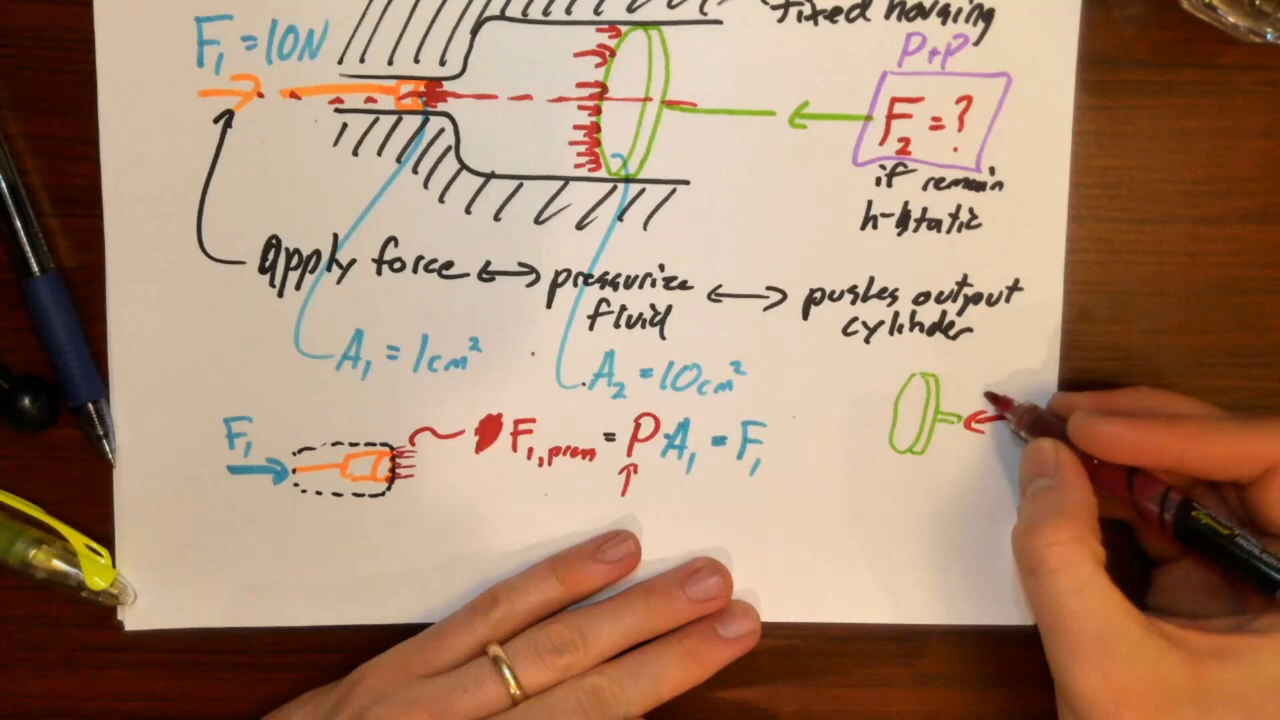 fixed housing
F₁ = 10N
P+P
F₂ = ?
if remain
h-static
apply force ↔ pressurize
fluid ↔ pushes output
cylinder
A₁ = 1cm²
A₂ = 10cm²
F₁
F₁,press = P A₁ = F₁